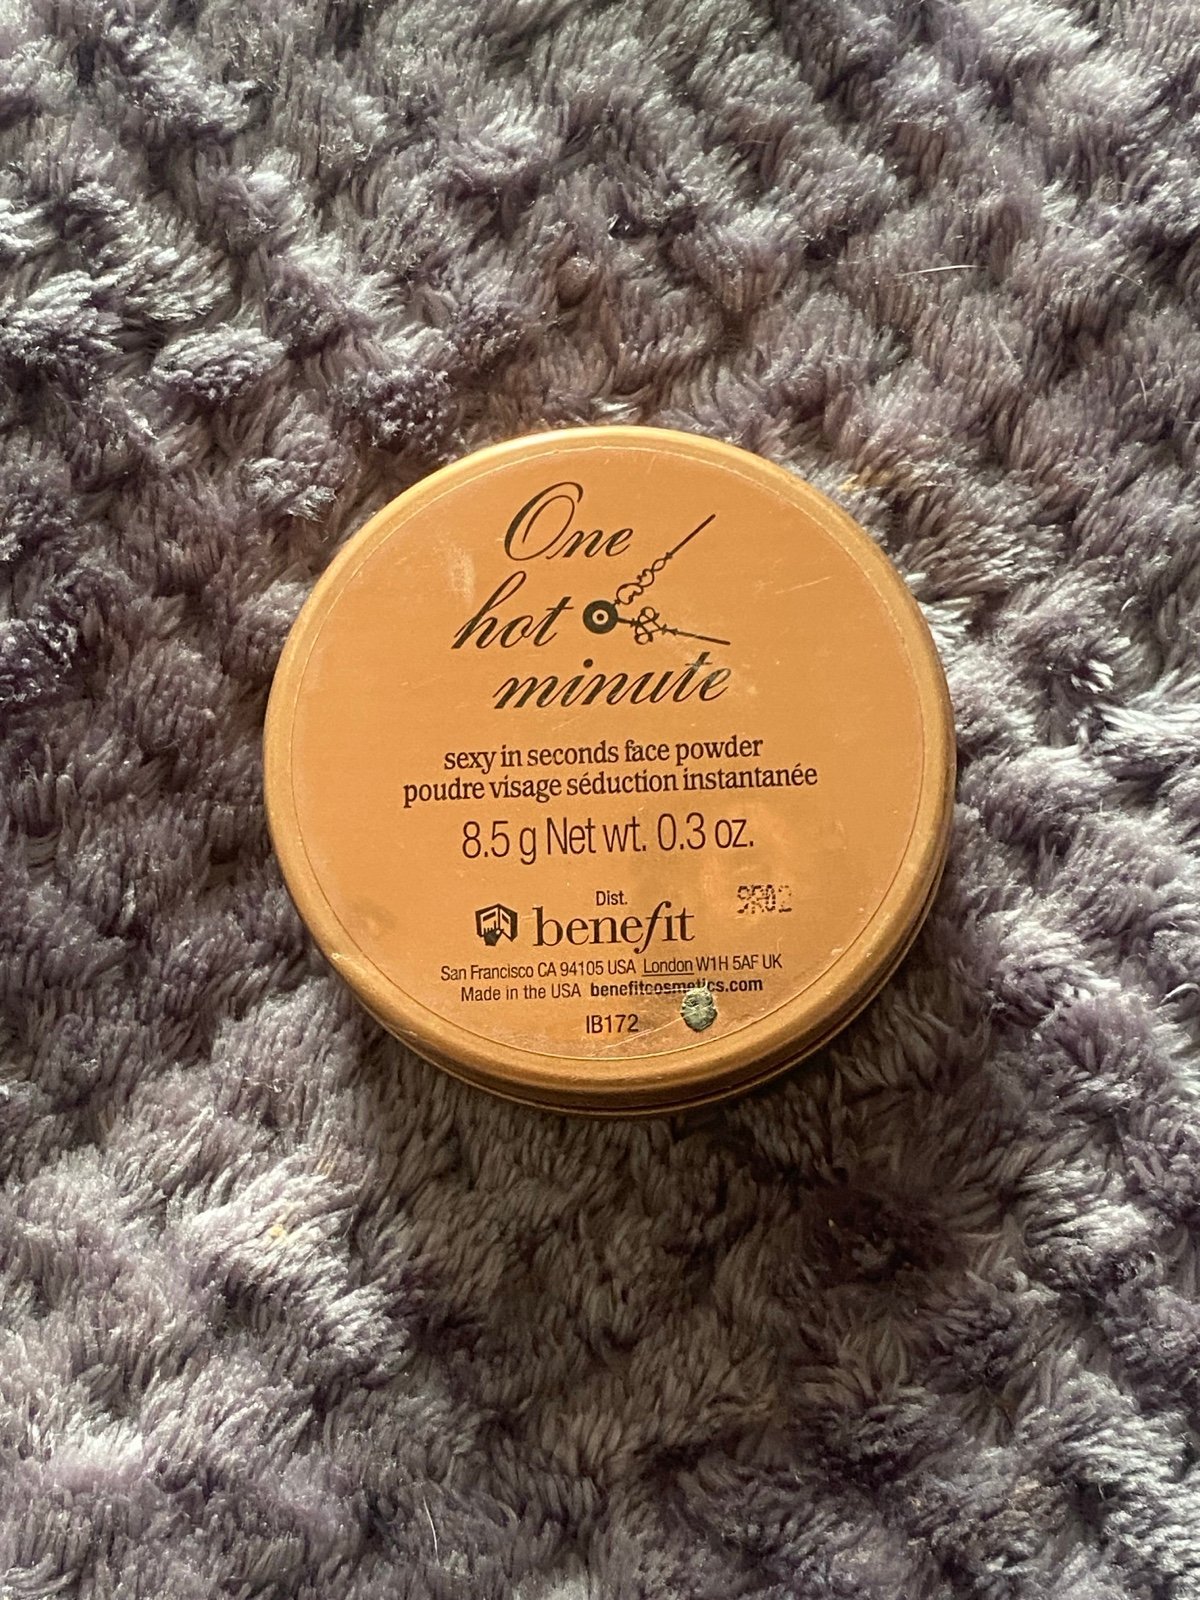 One
hot
minute
sexy in seconds face powder
poudre visage séduction instantanée
8.5 g Net wt. 0.3 oz.
Dist.
benefit
9R02
San Francisco CA 94105 USA London W1H 5AF UK
Made in the USA benefitcosmetics.com
IB172